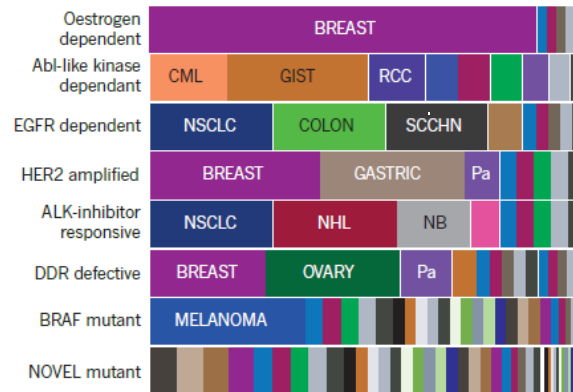 Oestrogen
dependent
BREAST
Abl-like kinase
dependant
CML GIST RCC
EGFR dependent
NSCLC COLON SCCHN
HER2 amplified
BREAST GASTRIC Pa
ALK-inhibitor
responsive
NSCLC NHL NB
DDR defective
BREAST OVARY Pa
BRAF mutant
MELANOMA
NOVEL mutant